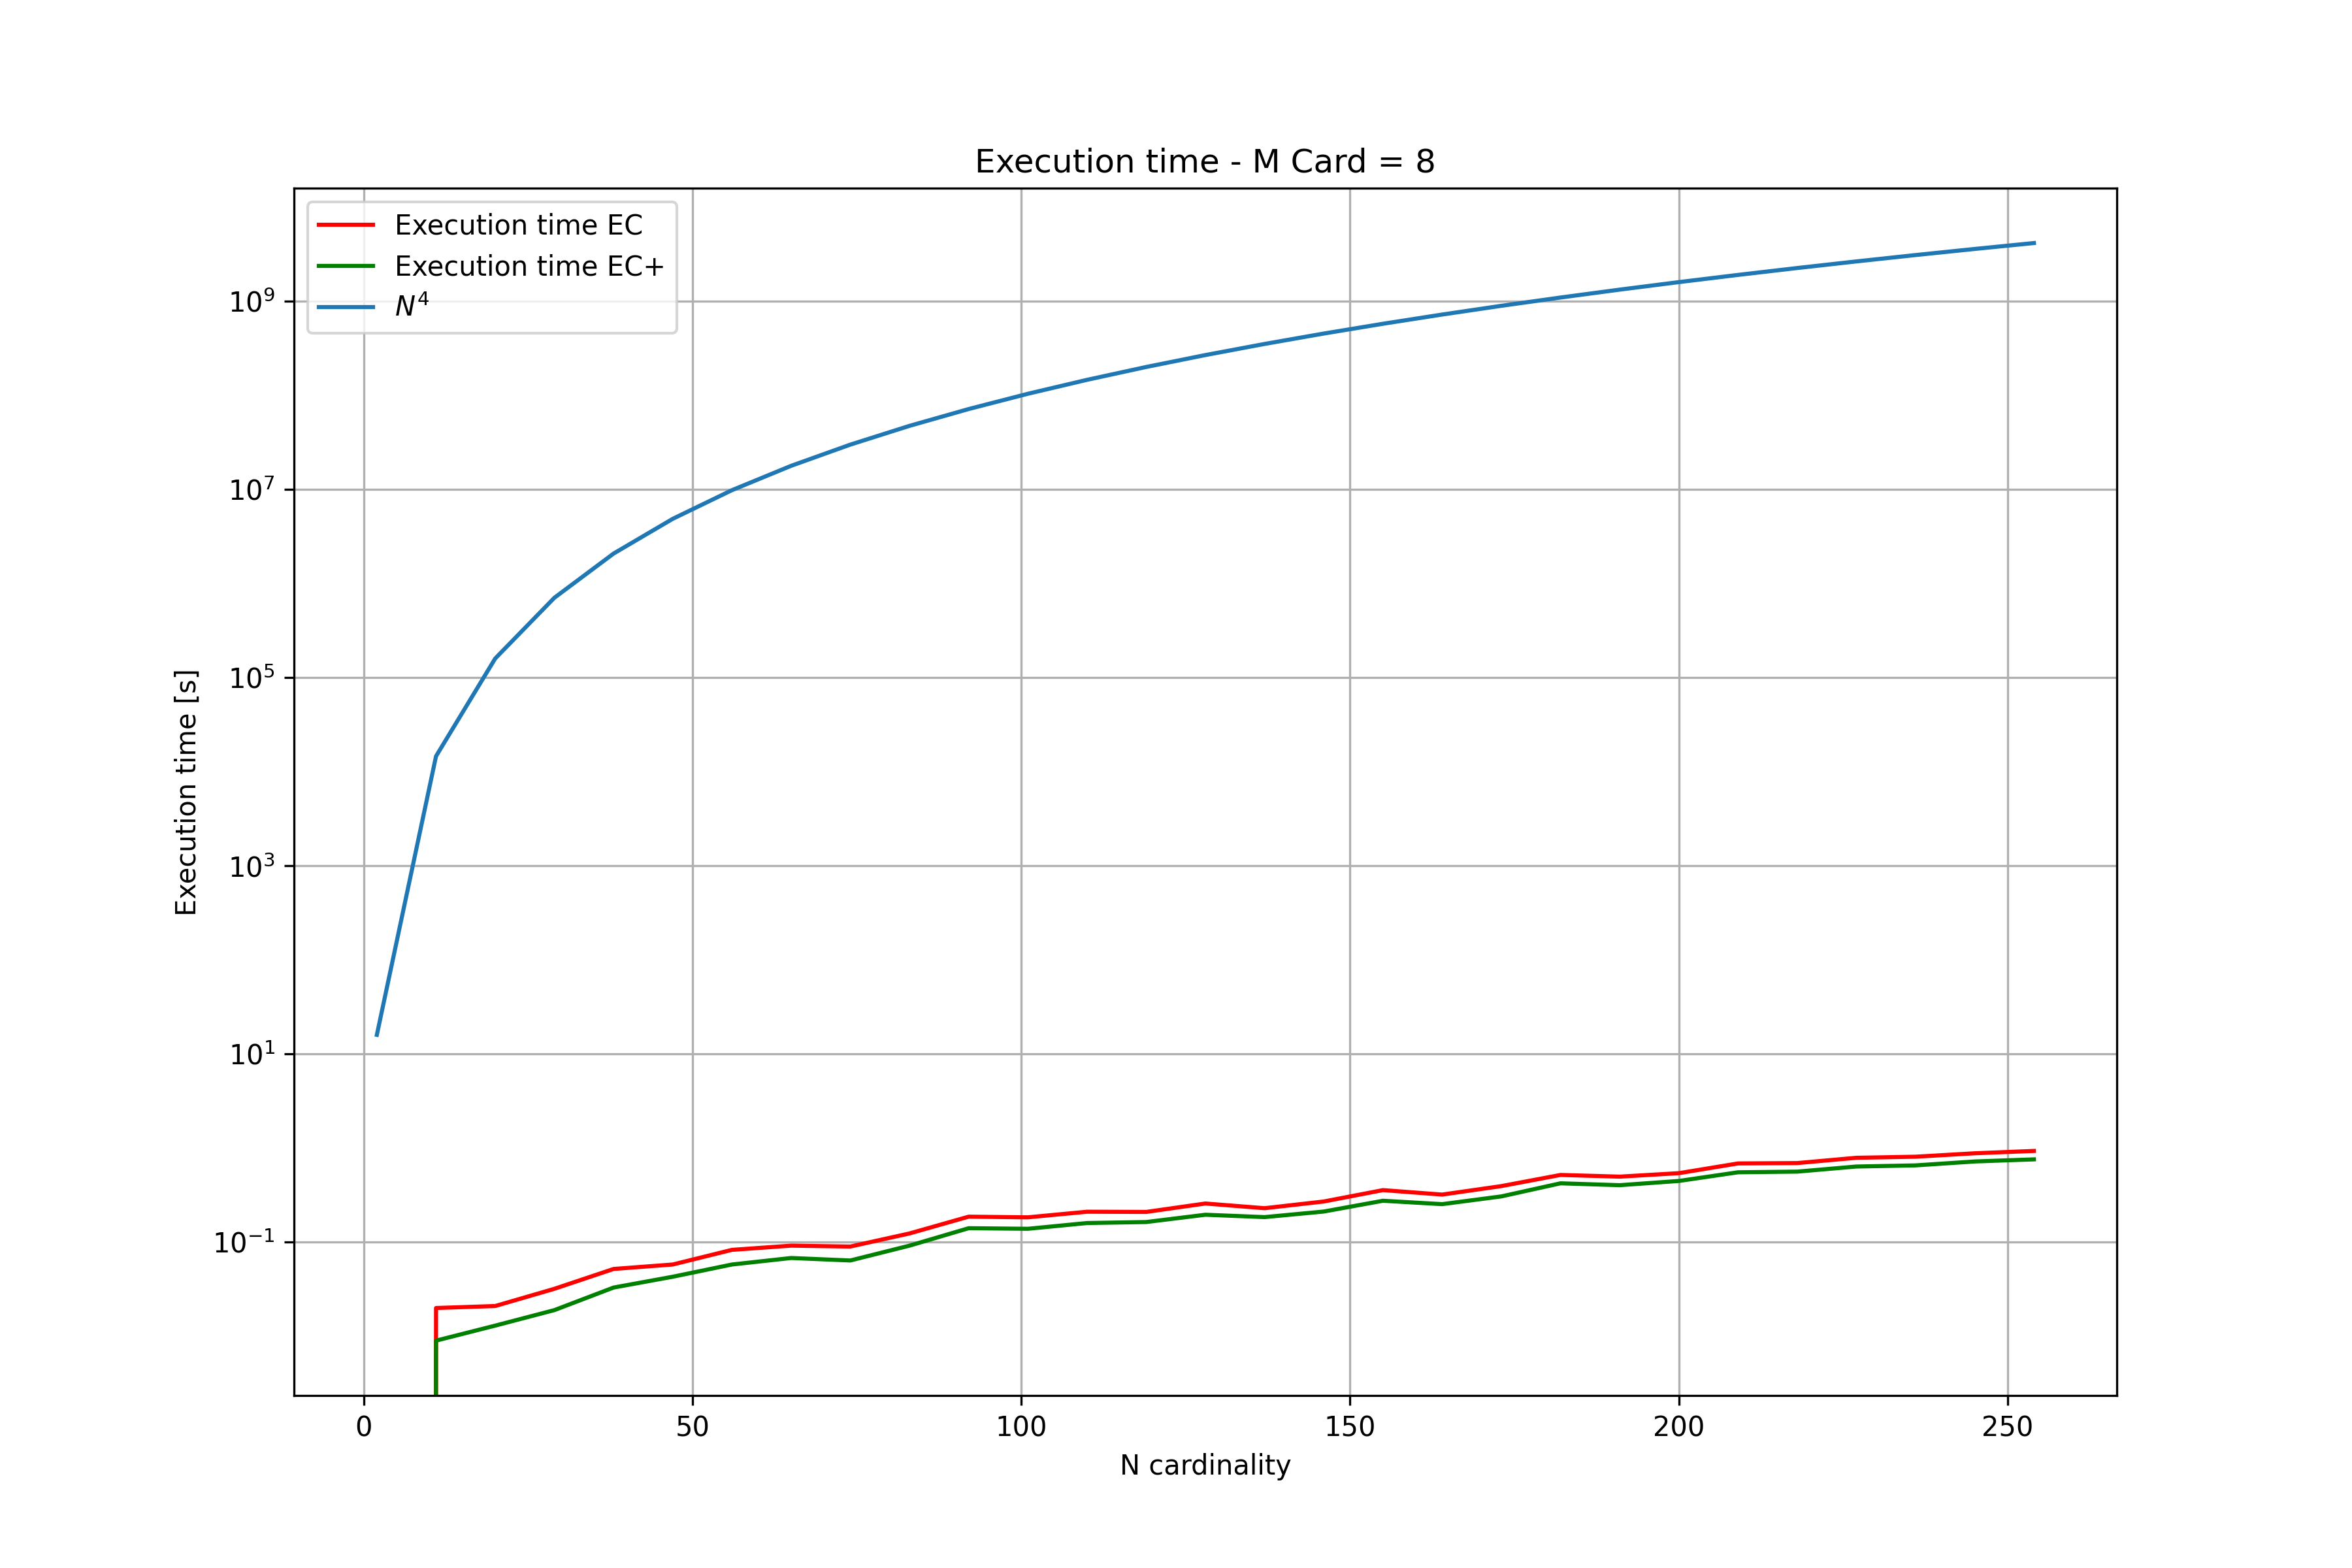 Execution time - M Card = 8
Execution time EC
Execution time EC+
N⁴
10⁹
10⁷
10⁵
10³
10¹
10⁻¹
Execution time [s]
0 50 100 150 200 250
N cardinality